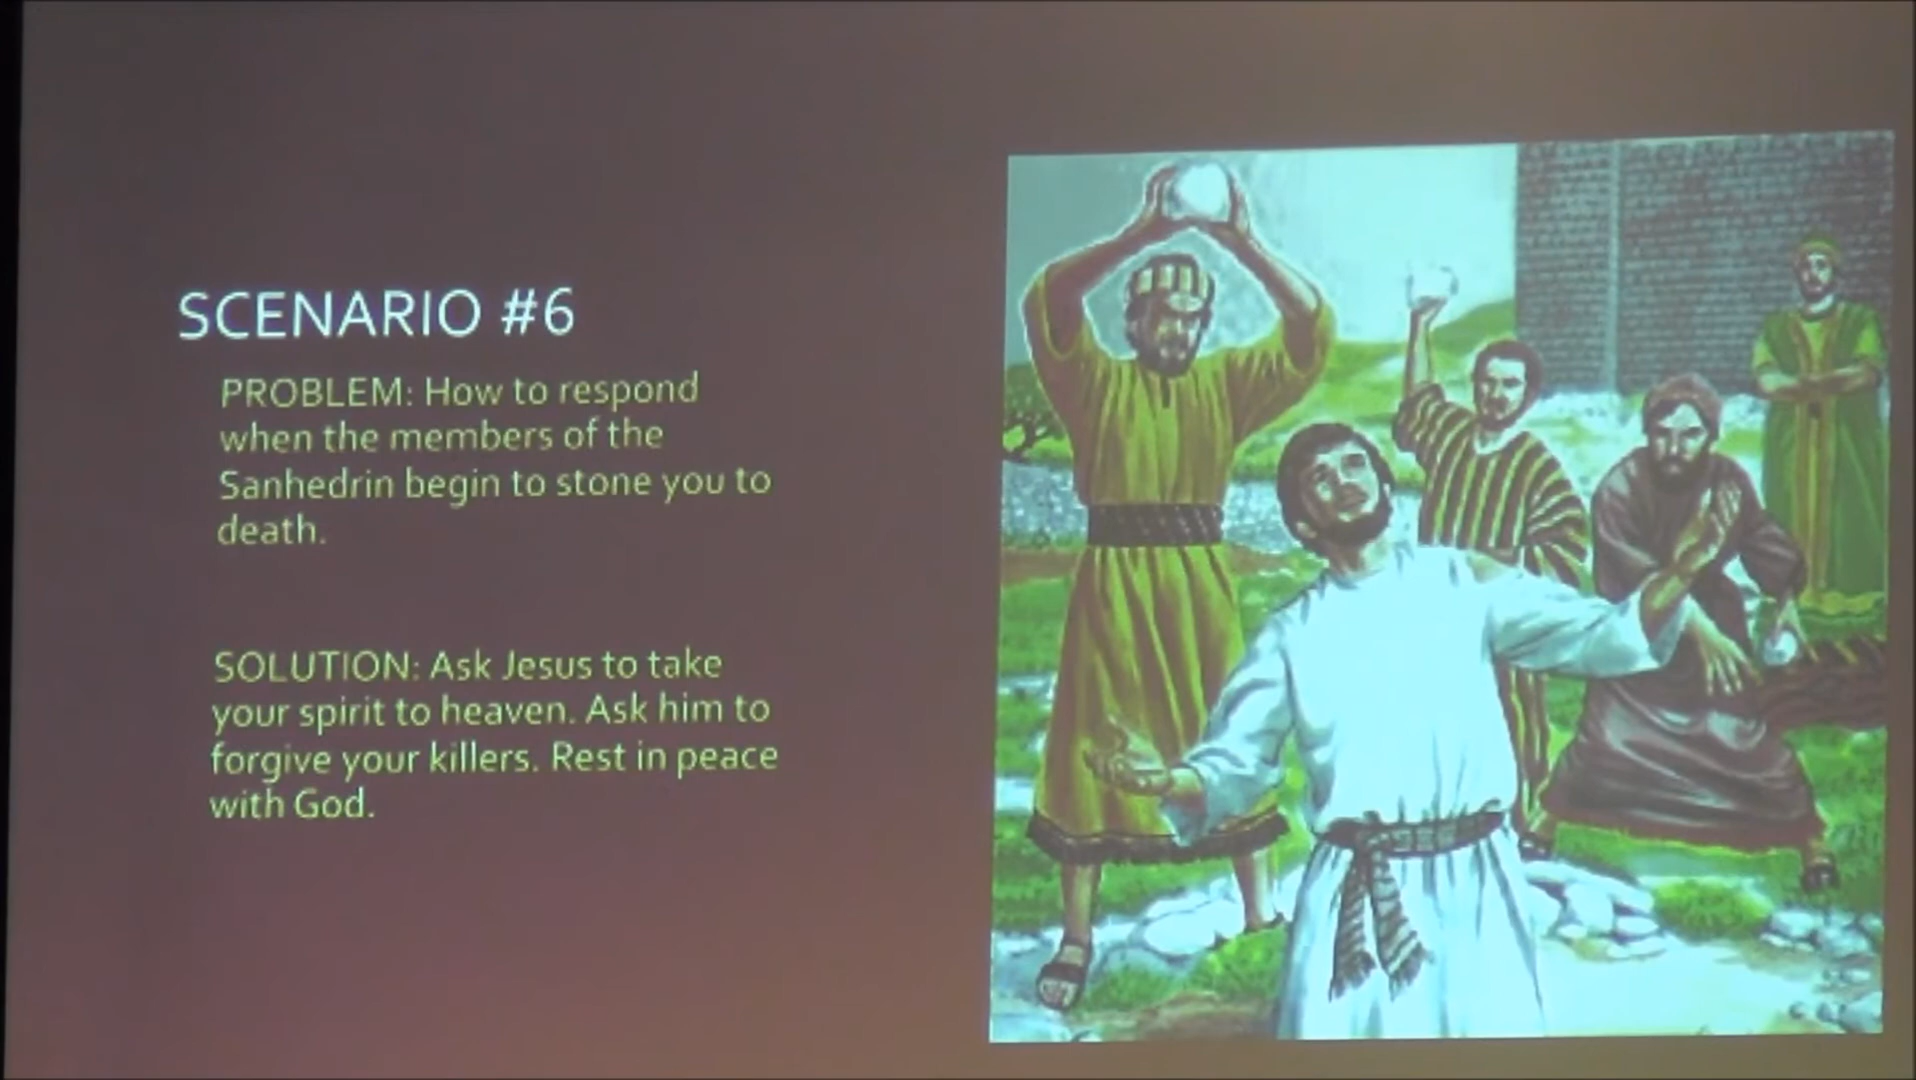 SCENARIO #6
PROBLEM: How to respond
when the members of the
Sanhedrin begin to stone you to
death.
SOLUTION: Ask Jesus to take
your spirit to heaven. Ask him to
forgive your killers. Rest in peace
with God.